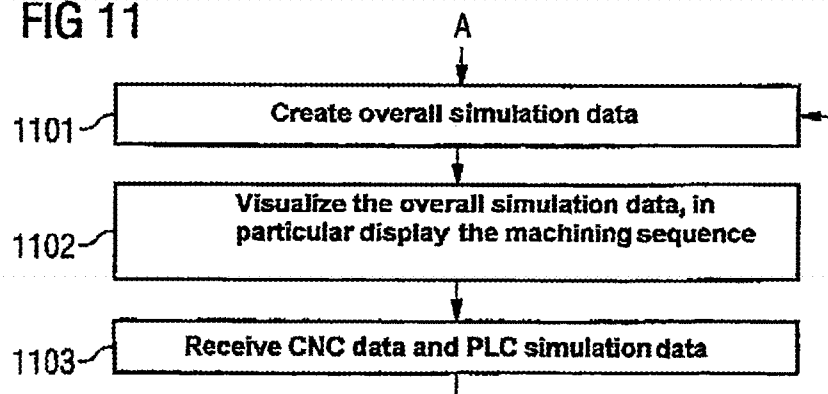 FIG 11
A
1101
Create overall simulation data
1102
Visualize the overall simulation data, in
particular display the machining sequence
1103
Receive CNC data and PLC simulation data